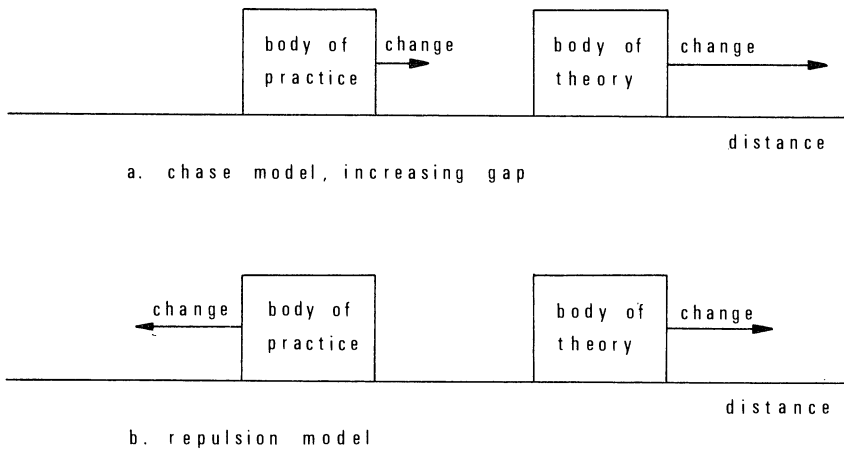 body of
practice
change
body of
theory
change
distance
a. chase model, increasing gap
change
body of
practice
body of
theory
change
distance
b. repulsion model